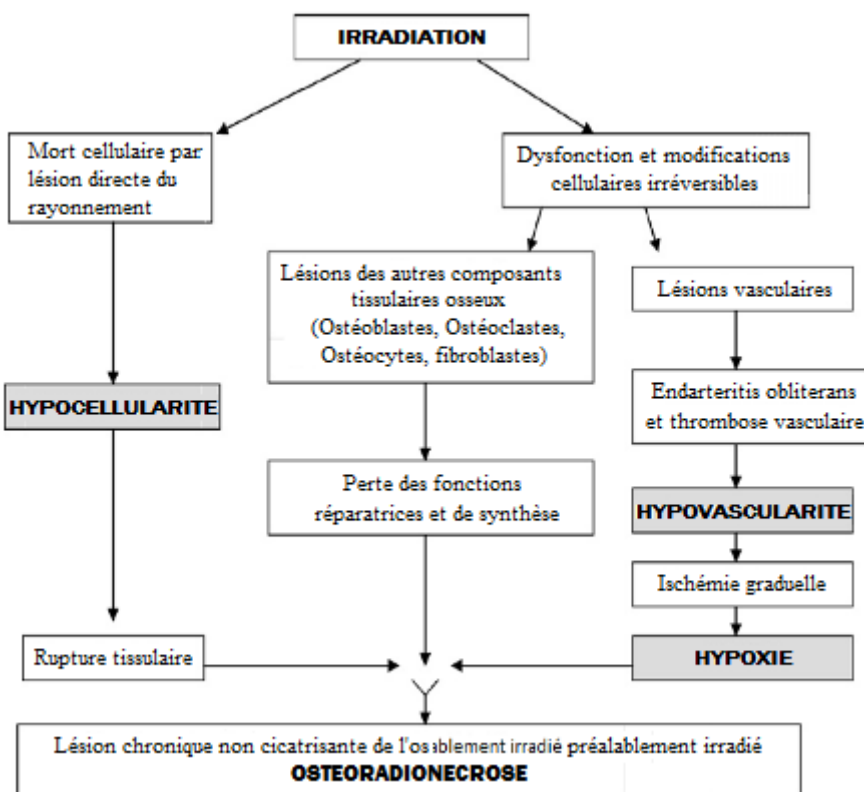 IRRADIATION
Mort cellulaire par
lésion directe du
rayonnement
Dysfonction et modifications
cellulaires irréversibles
Lésions des autres composants
tissulaires osseux
(Ostéoblastes, Ostéoclastes,
Ostéocytes, fibroblastes)
Lésions vasculaires
HYPOCELLULARITE
Endarteritis obliterans
et thrombose vasculaire
Perte des fonctions
réparatrices et de synthèse
HYPOVASCULARITE
Ischémie graduelle
Rupture tissulaire
HYPOXIE
Lésion chronique non cicatrisante de l'os ablement irradié préalablement irradié
OSTEORADIONECROSE